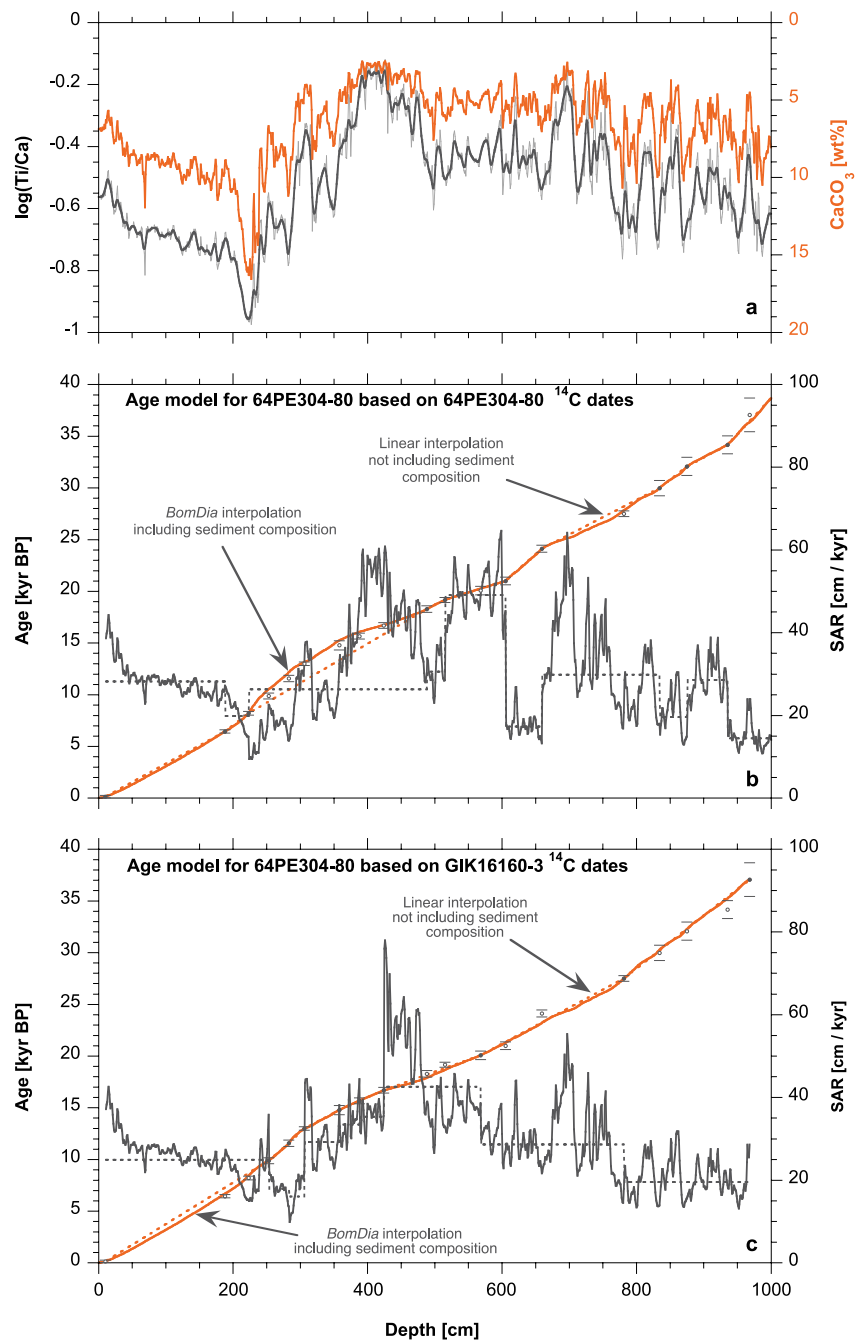 0
-0.2
-0.4
-0.6
-0.8
-1
log(Ti/Ca)
0
5
10
15
20
CaCO3 [wt%]
a
40
35
30
25
20
15
10
5
0
Age [kyr BP]
Age model for 64PE304-80 based on 64PE304-80 14C dates
Linear interpolation
not including sediment
composition
BomDia interpolation
including sediment composition
100
80
60
40
20
0
SAR [cm / kyr]
b
40
35
30
25
20
15
10
5
0
Age [kyr BP]
Age model for 64PE304-80 based on GIK16160-3 14C dates
Linear interpolation
not including sediment
composition
BomDia interpolation
including sediment composition
100
80
60
40
20
0
SAR [cm / kyr]
c
0 200 400 600 800 1000
Depth [cm]